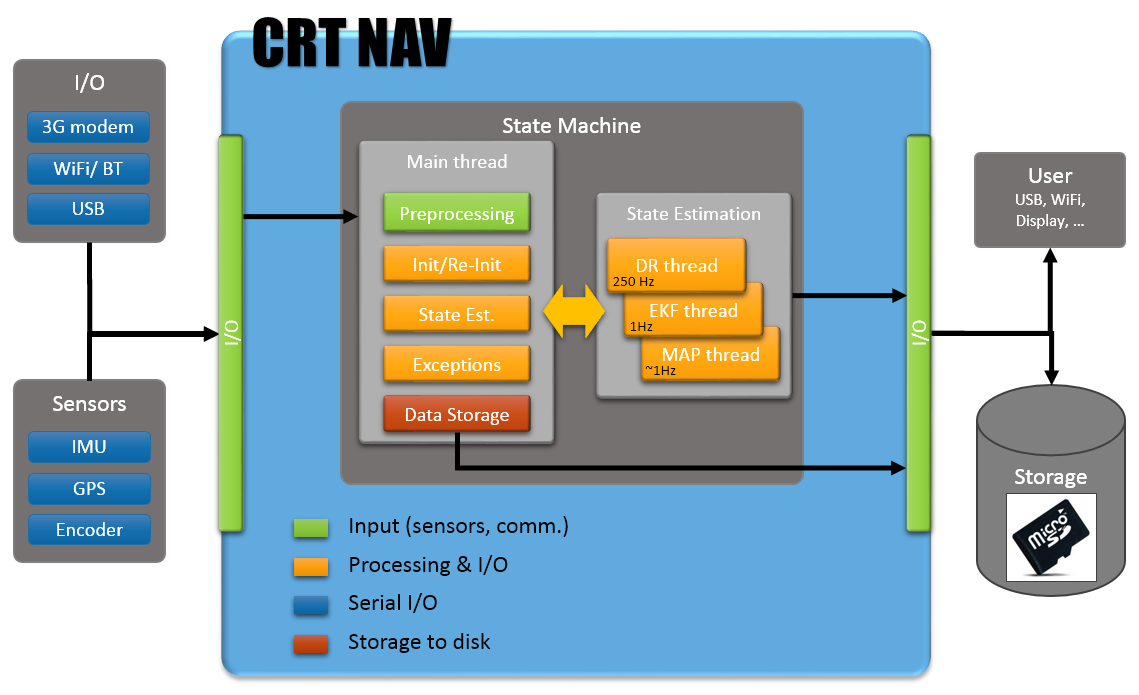 CRT NAV
I/O
3G modem
WiFi/ BT
USB
Sensors
IMU
GPS
Encoder
I/O
State Machine
Main thread
Preprocessing
Init/Re-Init
State Est.
Exceptions
Data Storage
State Estimation
DR thread
250 Hz
EKF thread
1Hz
MAP thread
~1Hz
I/O
User
USB, WiFi,
Display, ...
Storage
micro
SD
Input (sensors, comm.)
Processing & I/O
Serial I/O
Storage to disk